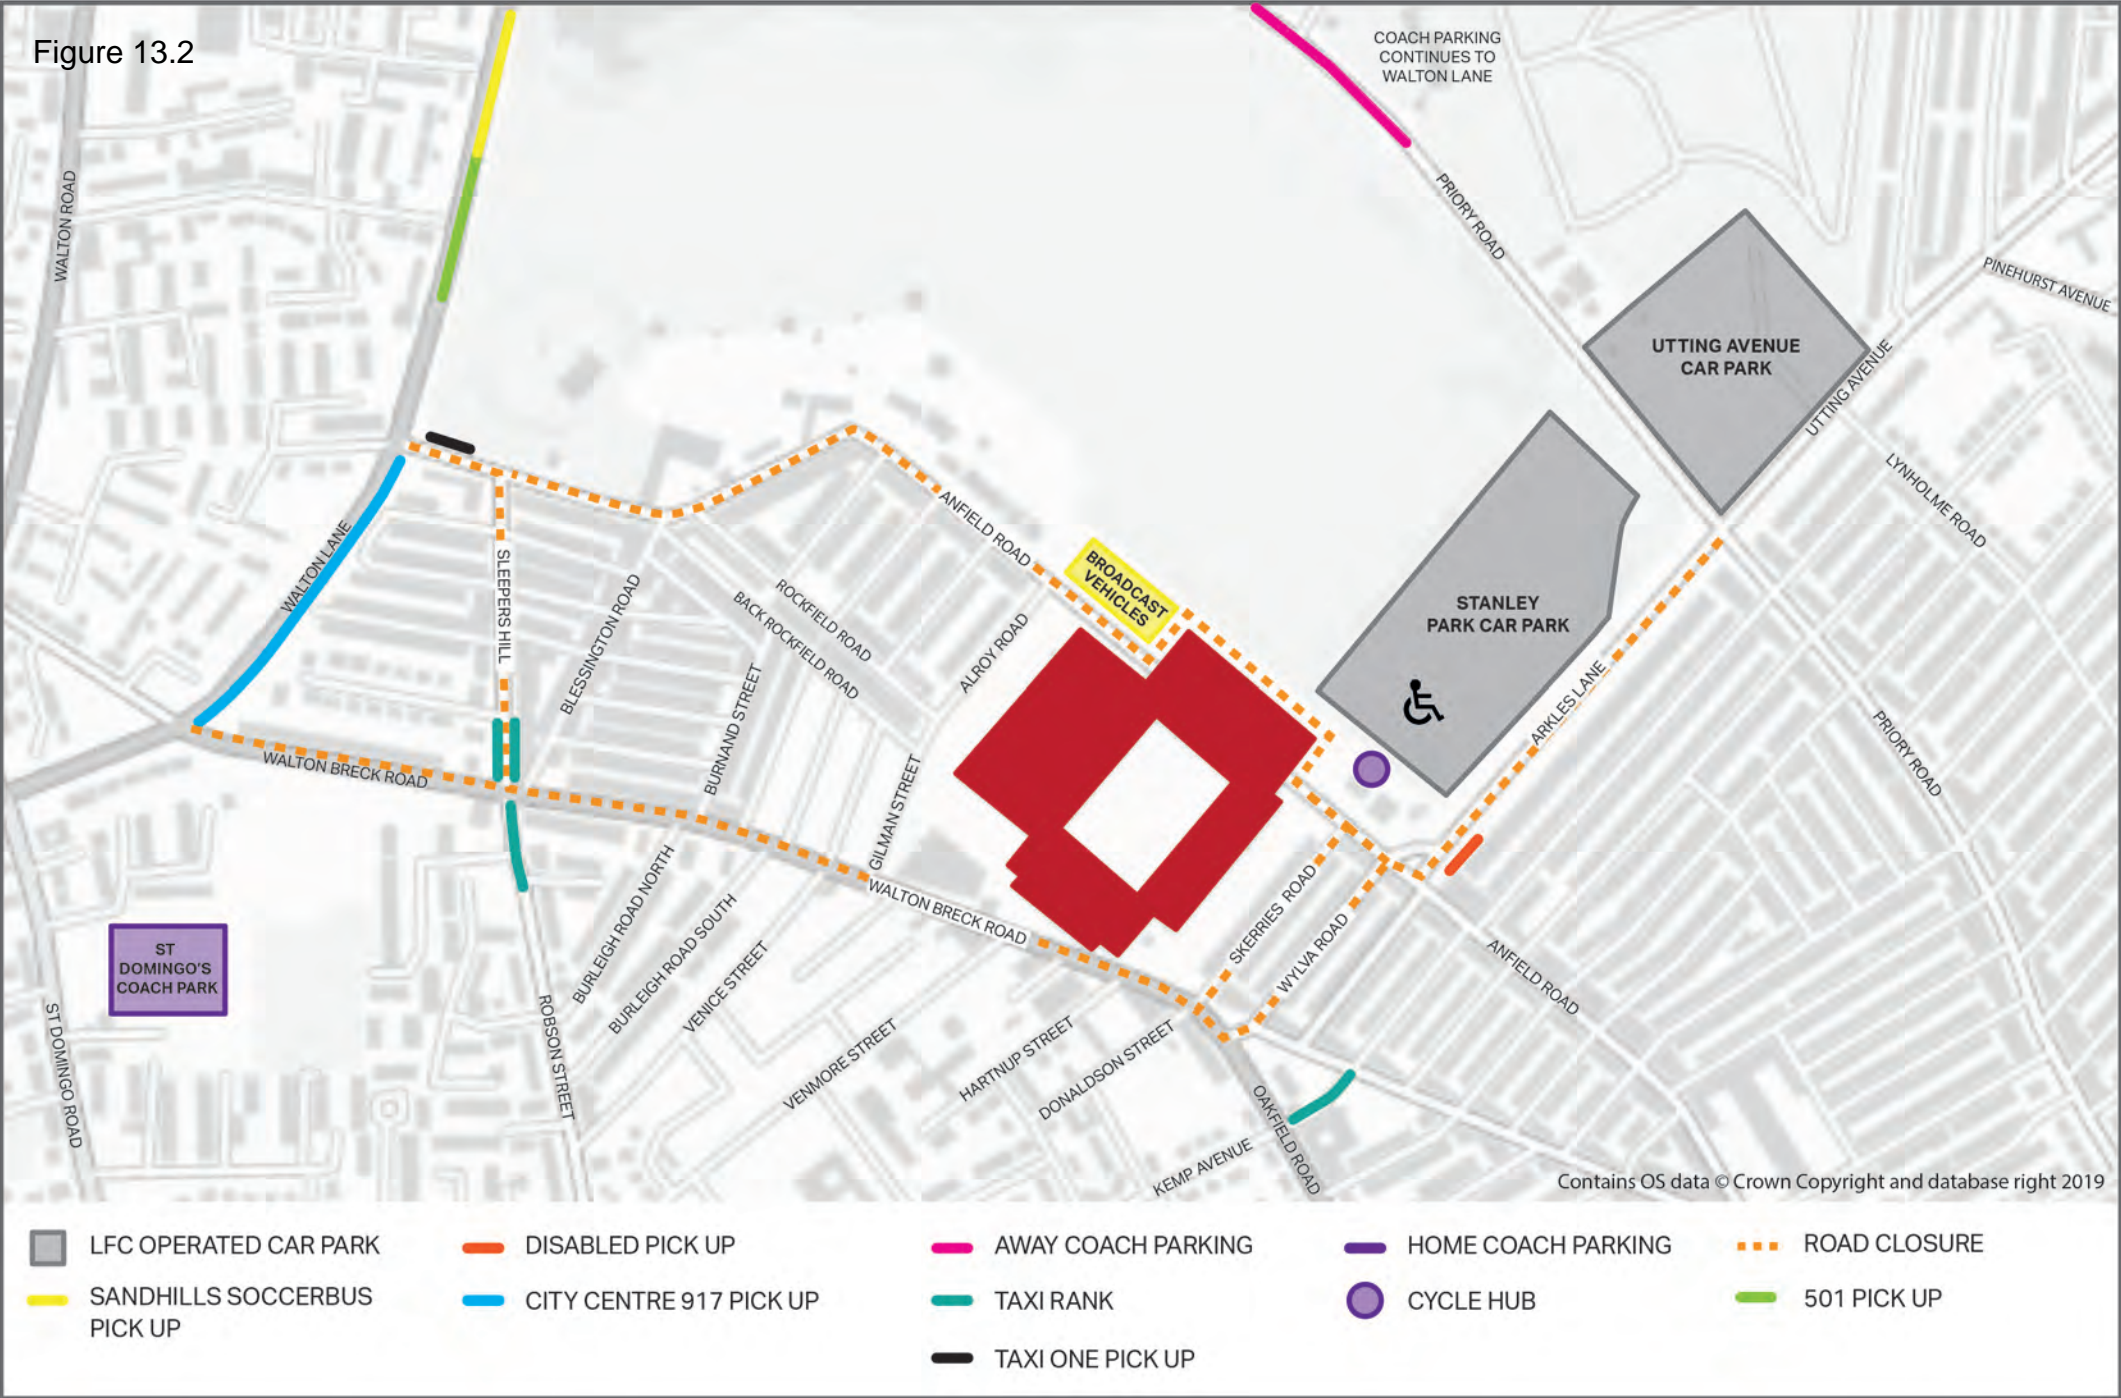 Figure 13.2
COACH PARKING
CONTINUES TO
WALTON LANE
WALTON ROAD
PRIORY ROAD
PINEHURST AVENUE
UTTING AVENUE
CAR PARK
UTTING AVENUE
LYNHOLME ROAD
ANFIELD ROAD
BROADCAST
VEHICLES
WALTON LANE
SLEEPERS HILL
BLESSINGTON ROAD
ROCKFIELD ROAD
BACK ROCKFIELD ROAD
ALROY ROAD
STANLEY
PARK CAR PARK
ARKLES LANE
PRIORY ROAD
BURNAND STREET
WALTON BRECK ROAD
GILMAN STREET
WALTON BRECK ROAD
SKERRIES ROAD
WYLVA ROAD
ANFIELD ROAD
BURLEIGH ROAD NORTH
BURLEIGH ROAD SOUTH
VENICE STREET
ST
DOMINGO'S
COACH PARK
ST DOMINGO ROAD
ROBSON STREET
VENMORE STREET
HARTNUP STREET
DONALDSON STREET
KEMP AVENUE
OAKFIELD ROAD
Contains OS data © Crown Copyright and database right 2019
LFC OPERATED CAR PARK
DISABLED PICK UP
AWAY COACH PARKING
HOME COACH PARKING
ROAD CLOSURE
SANDHILLS SOCCERBUS
PICK UP
CITY CENTRE 917 PICK UP
TAXI RANK
CYCLE HUB
501 PICK UP
TAXI ONE PICK UP